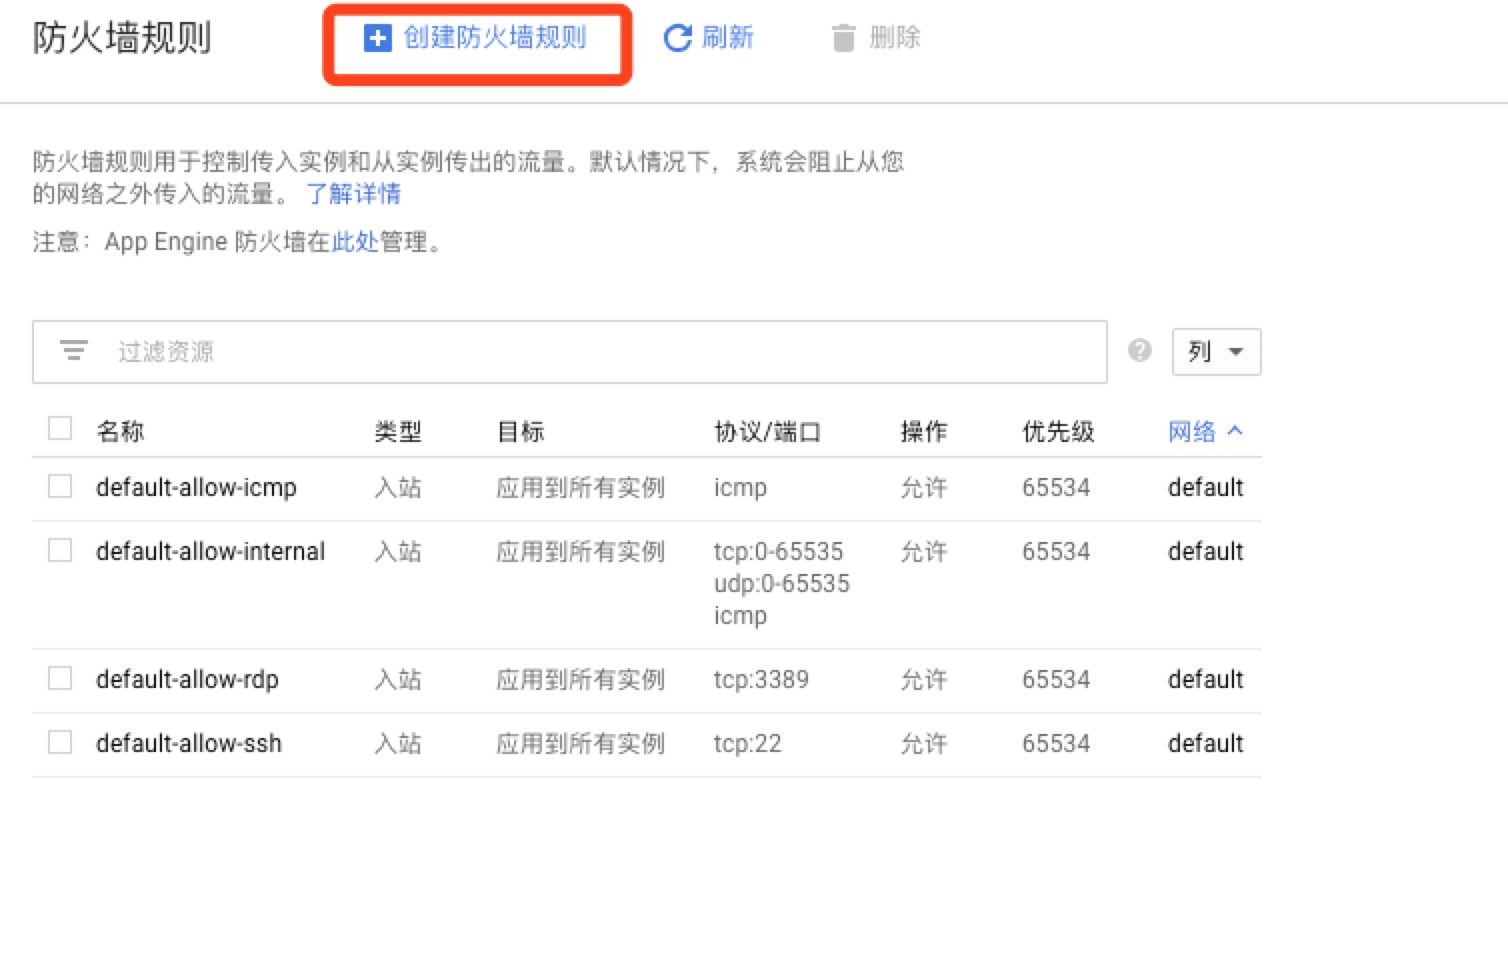 防火墙规则
创建防火墙规则
刷新
删除
防火墙规则用于控制传入实例和从实例传出的流量。默认情况下，系统会阻止从您
的网络之外传入的流量。 了解详情
注意：App Engine 防火墙在此处管理。
过滤资源
?
列
名称 类型 目标 协议/端口 操作 优先级 网络
default-allow-icmp 入站 应用到所有实例 icmp 允许 65534 default
default-allow-internal 入站 应用到所有实例 tcp:0-65535 允许 65534 default
udp:0-65535
icmp
default-allow-rdp 入站 应用到所有实例 tcp:3389 允许 65534 default
default-allow-ssh 入站 应用到所有实例 tcp:22 允许 65534 default